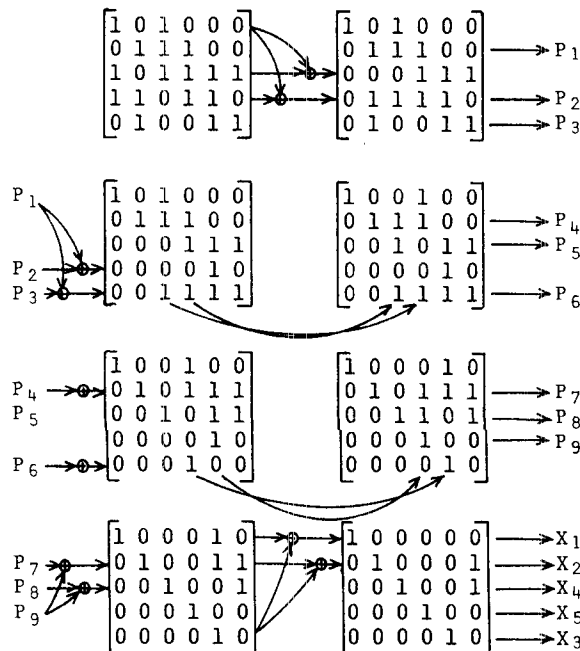 1 0 1 0 0 0 1 0 1 0 0 0
0 1 1 1 0 0 0 1 1 1 0 0 P1
1 0 1 1 1 1 0 0 0 1 1 1
1 1 0 1 1 0 0 1 1 1 1 0 P2
0 1 0 0 1 1 0 1 0 0 1 1 P3
P1 1 0 1 0 0 0 1 0 0 1 0 0
0 1 1 1 0 0 0 1 1 1 0 0 P4
0 0 0 1 1 1 0 0 1 0 1 1 P5
P2 0 0 0 0 1 0 0 0 0 0 1 0
P3 0 0 1 1 1 1 0 0 1 1 1 1 P6
1 0 0 1 0 0 1 0 0 0 1 0
P4 0 1 0 1 1 1 0 1 0 1 1 1 P7
P5 0 0 1 0 1 1 0 0 1 1 0 1 P8
0 0 0 0 1 0 0 0 0 1 0 0 P9
P6 0 0 0 1 0 0 0 0 0 0 1 0
1 0 0 0 1 0 1 0 0 0 0 0 X1
P7 0 1 0 0 1 1 0 1 0 0 0 1 X2
P8 0 0 1 0 0 1 0 0 1 0 0 1 X4
P9 0 0 0 1 0 0 0 0 0 1 0 0 X5
0 0 0 0 1 0 0 0 0 0 1 0 X3